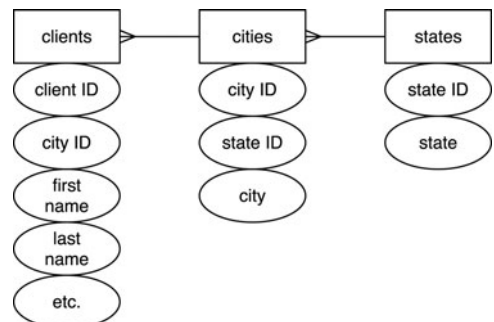 clients
cities
states
client ID
city ID
state ID
city ID
state ID
state
first
name
city
last
name
etc.